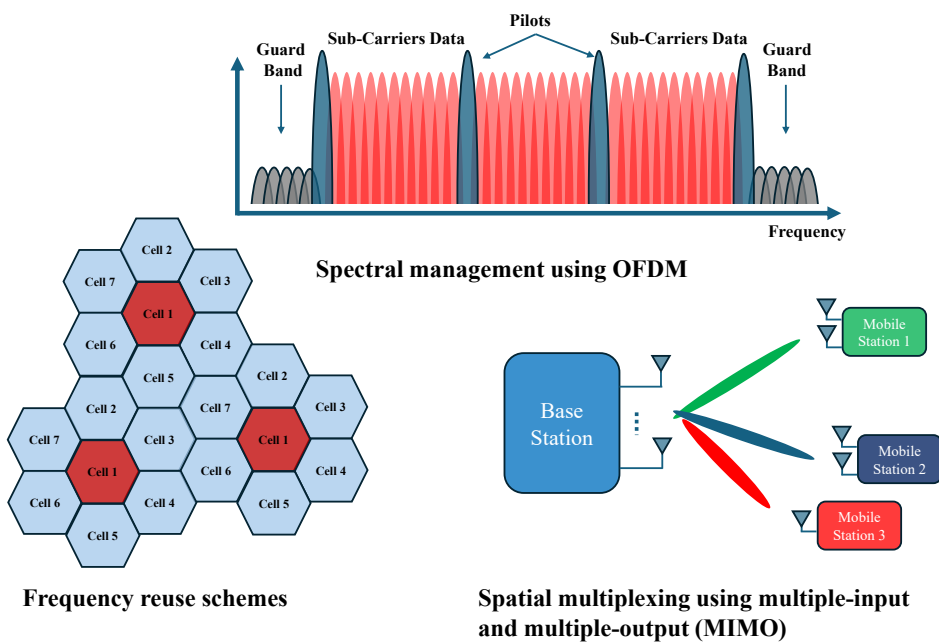 Pilots
Sub-Carriers Data
Sub-Carriers Data
Guard
Band
Guard
Band
Frequency
Spectral management using OFDM
Cell 2
Cell 7
Cell 3
Cell 1
Cell 6
Cell 4
Cell 5
Cell 2
Cell 2
Cell 7
Cell 3
Cell 7
Cell 3
Cell 1
Cell 1
Cell 6
Cell 4
Cell 6
Cell 4
Cell 5
Cell 5
Frequency reuse schemes
Base
Station
Mobile
Station 1
Mobile
Station 2
Mobile
Station 3
Spatial multiplexing using multiple-input
and multiple-output (MIMO)